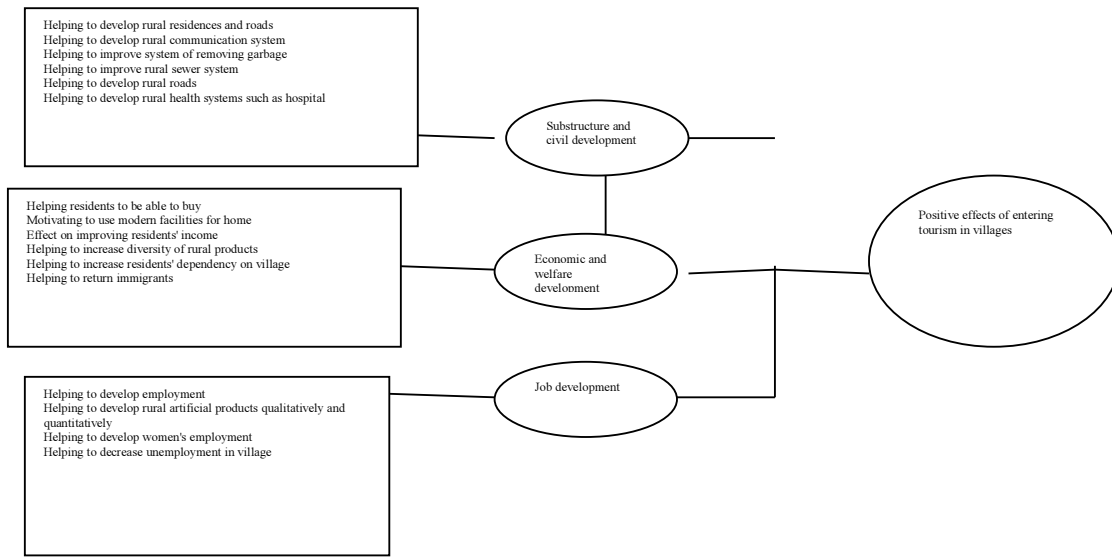 Helping to develop rural residences and roads
Helping to develop rural communication system
Helping to improve system of removing garbage
Helping to improve rural sewer system
Helping to develop rural roads
Helping to develop rural health systems such as hospital
Substructure and
civil development
Helping residents to be able to buy
Motivating to use modern facilities for home
Effect on improving residents' income
Helping to increase diversity of rural products
Helping to increase residents' dependency on village
Helping to return immigrants
Economic and
welfare
development
Positive effects of entering
tourism in villages
Helping to develop employment
Helping to develop rural artificial products qualitatively and
quantitatively
Helping to develop women's employment
Helping to decrease unemployment in village
Job development